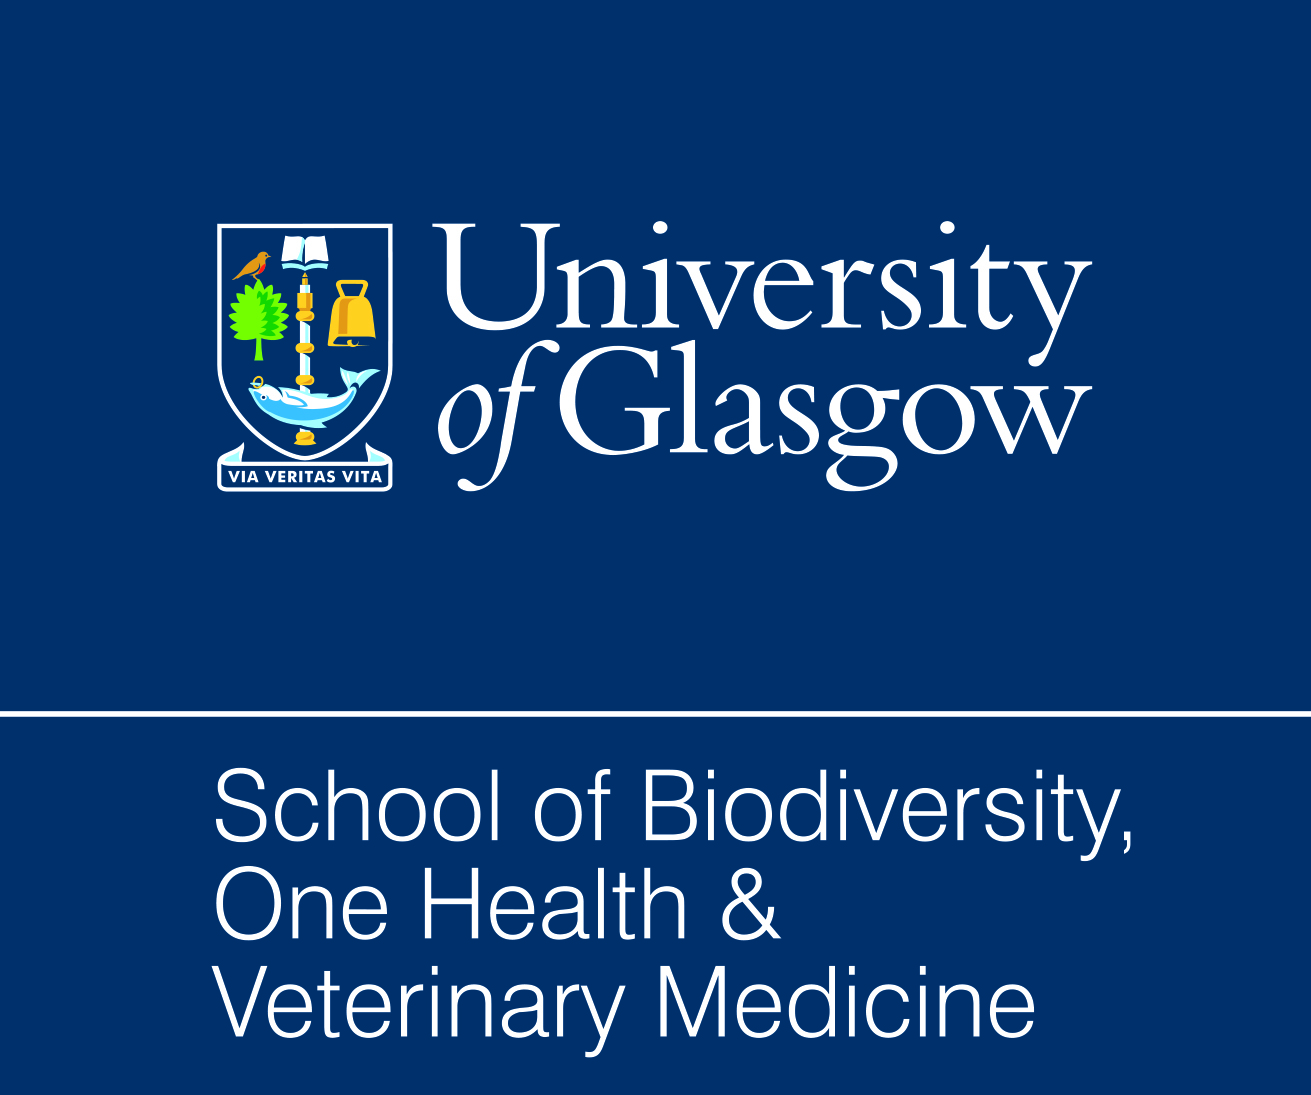 University
of Glasgow
VIA VERITAS VITA
School of Biodiversity,
One Health &
Veterinary Medicine